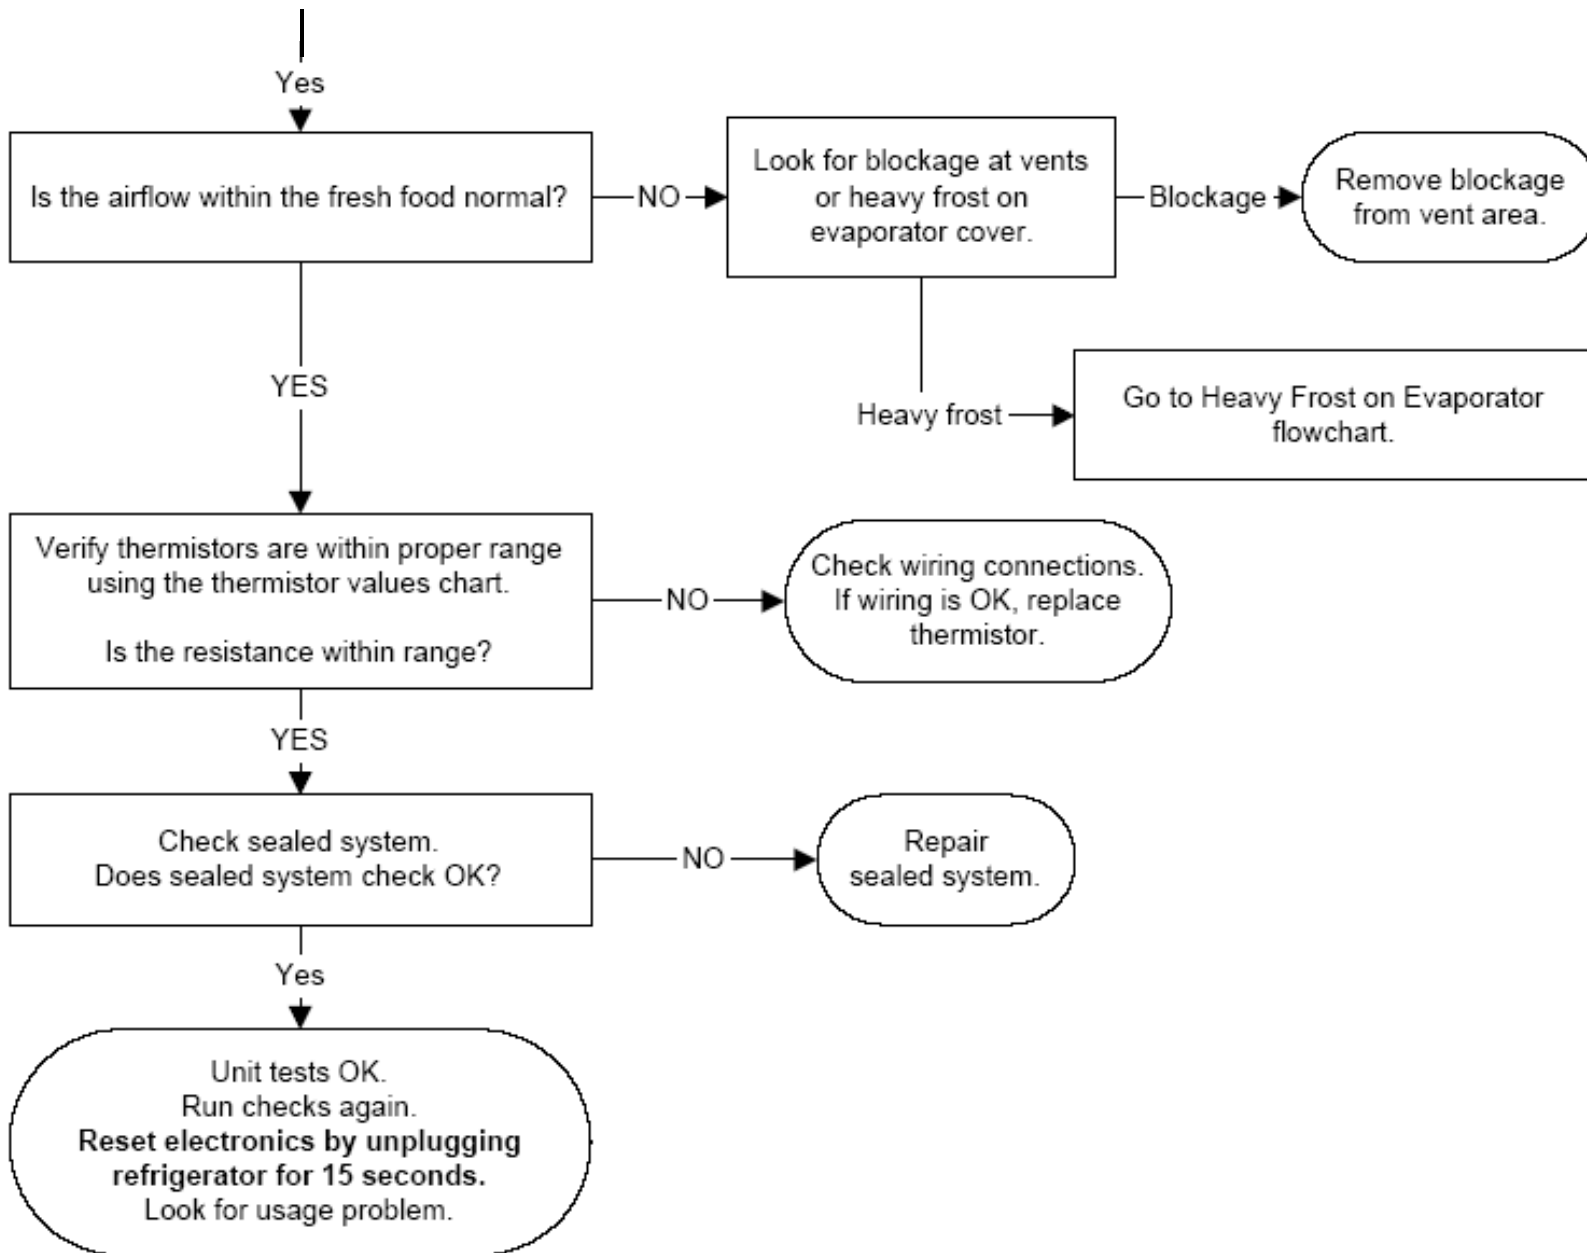 Yes
Is the airflow within the fresh food normal?
NO
Look for blockage at vents
or heavy frost on
evaporator cover.
Blockage
Remove blockage
from vent area.
YES
Heavy frost
Go to Heavy Frost on Evaporator
flowchart.
Verify thermistors are within proper range
using the thermistor values chart.
Is the resistance within range?
NO
Check wiring connections.
If wiring is OK, replace
thermistor.
YES
Check sealed system.
Does sealed system check OK?
NO
Repair
sealed system.
Yes
Unit tests OK.
Run checks again.
Reset electronics by unplugging
refrigerator for 15 seconds.
Look for usage problem.